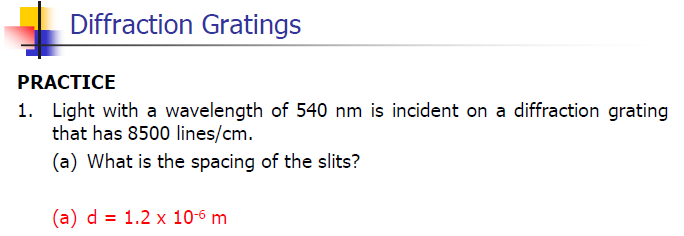 Diffraction Gratings
PRACTICE
1. Light with a wavelength of 540 nm is incident on a diffraction grating
that has 8500 lines/cm.
(a) What is the spacing of the slits?
(a) d = 1.2 x 10⁻⁶ m